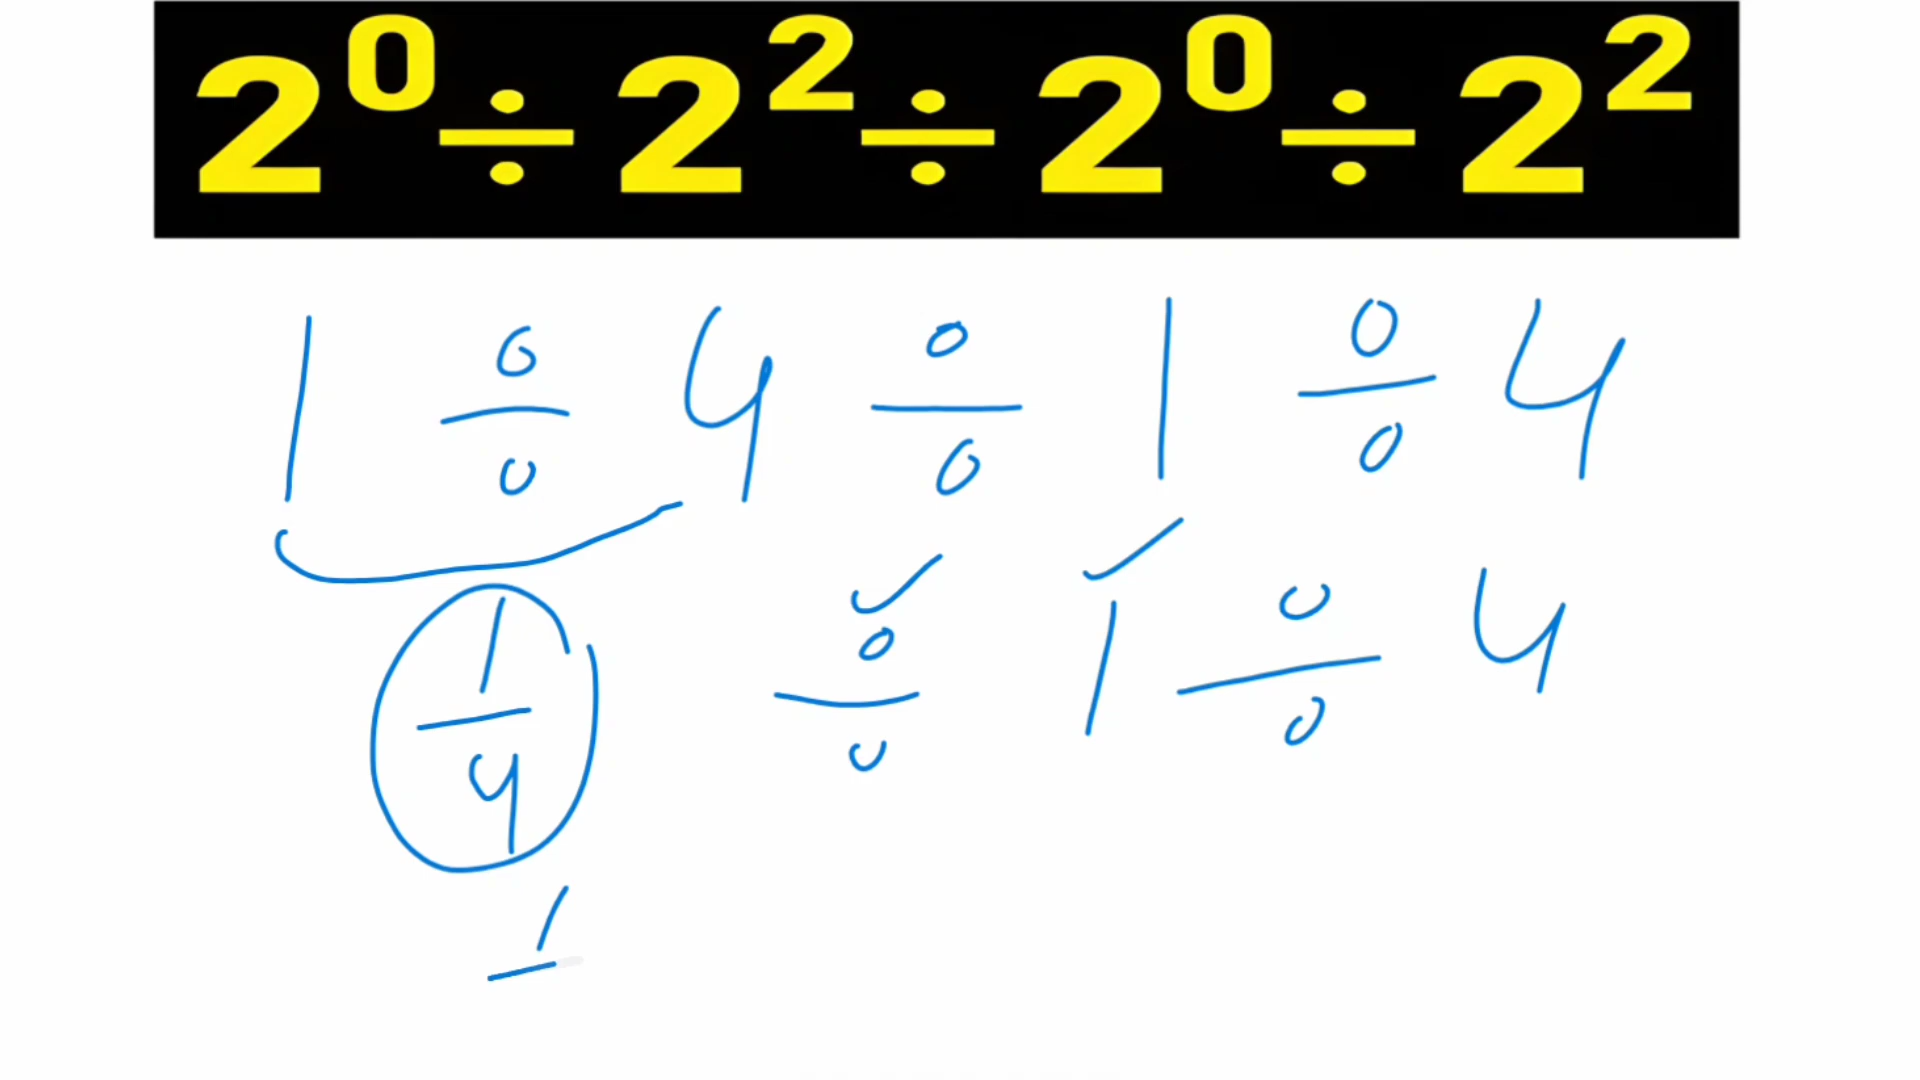 2⁰ ÷ 2² ÷ 2⁰ ÷ 2²
1 ÷ 4 ÷ 1 ÷ 4
1/4 ÷ 1 ÷ 4
1